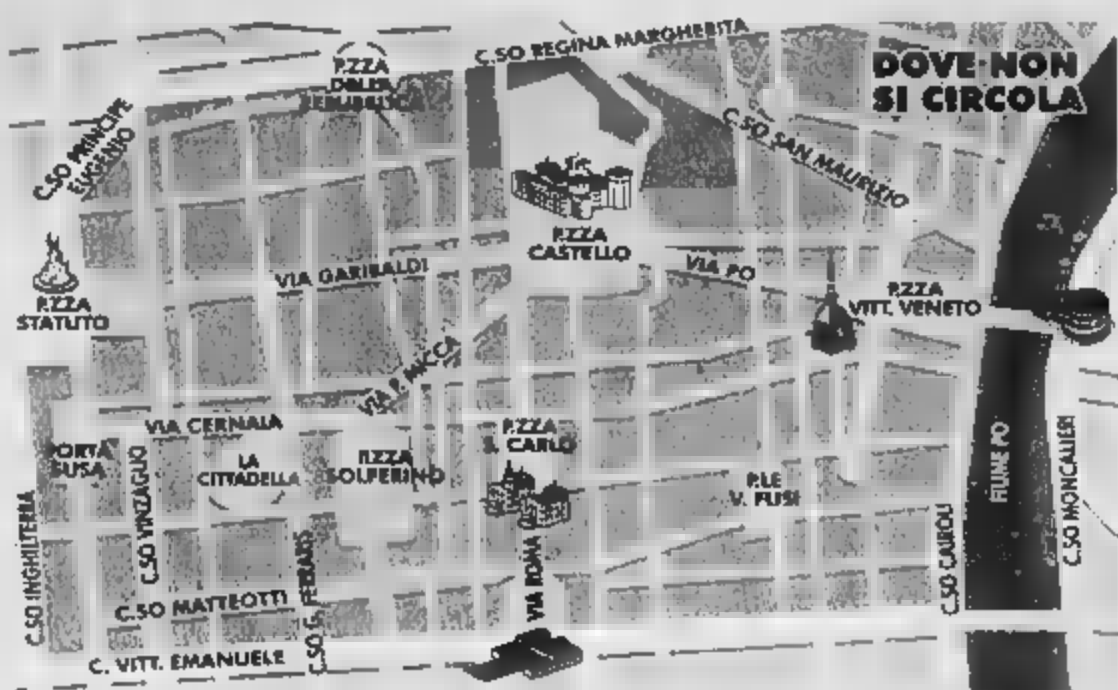 C.SO REGINA MARGHERITA
P.ZZA
DELLA
REPUBBLICA
DOVE NON
SI CIRCOLA
C.SO PRINCIPE
EUGENIO
C.SO SAN MAURIZIO
P.ZZA
CASTELLO
VIA GARIBALDI
VIA PO
P.ZZA
STATUTO
P.ZZA
VITT. VENETO
VIA P. MICCA
VIA CERNAIA
P.ZZA
S. CARLO
PORTA
SUSA
C.SO VINZAGLIO
LA
CITTADELLA
P.ZZA
SOLFERINO
P.LE
V. FUSI
FIUME PO
C.SO MONCALIERI
C.SO INGHILTERRA
C.SO G. FERRARIS
VIA ROMA
C.SO CAIROLI
C.SO MATTEOTTI
C. VITT. EMANUELE